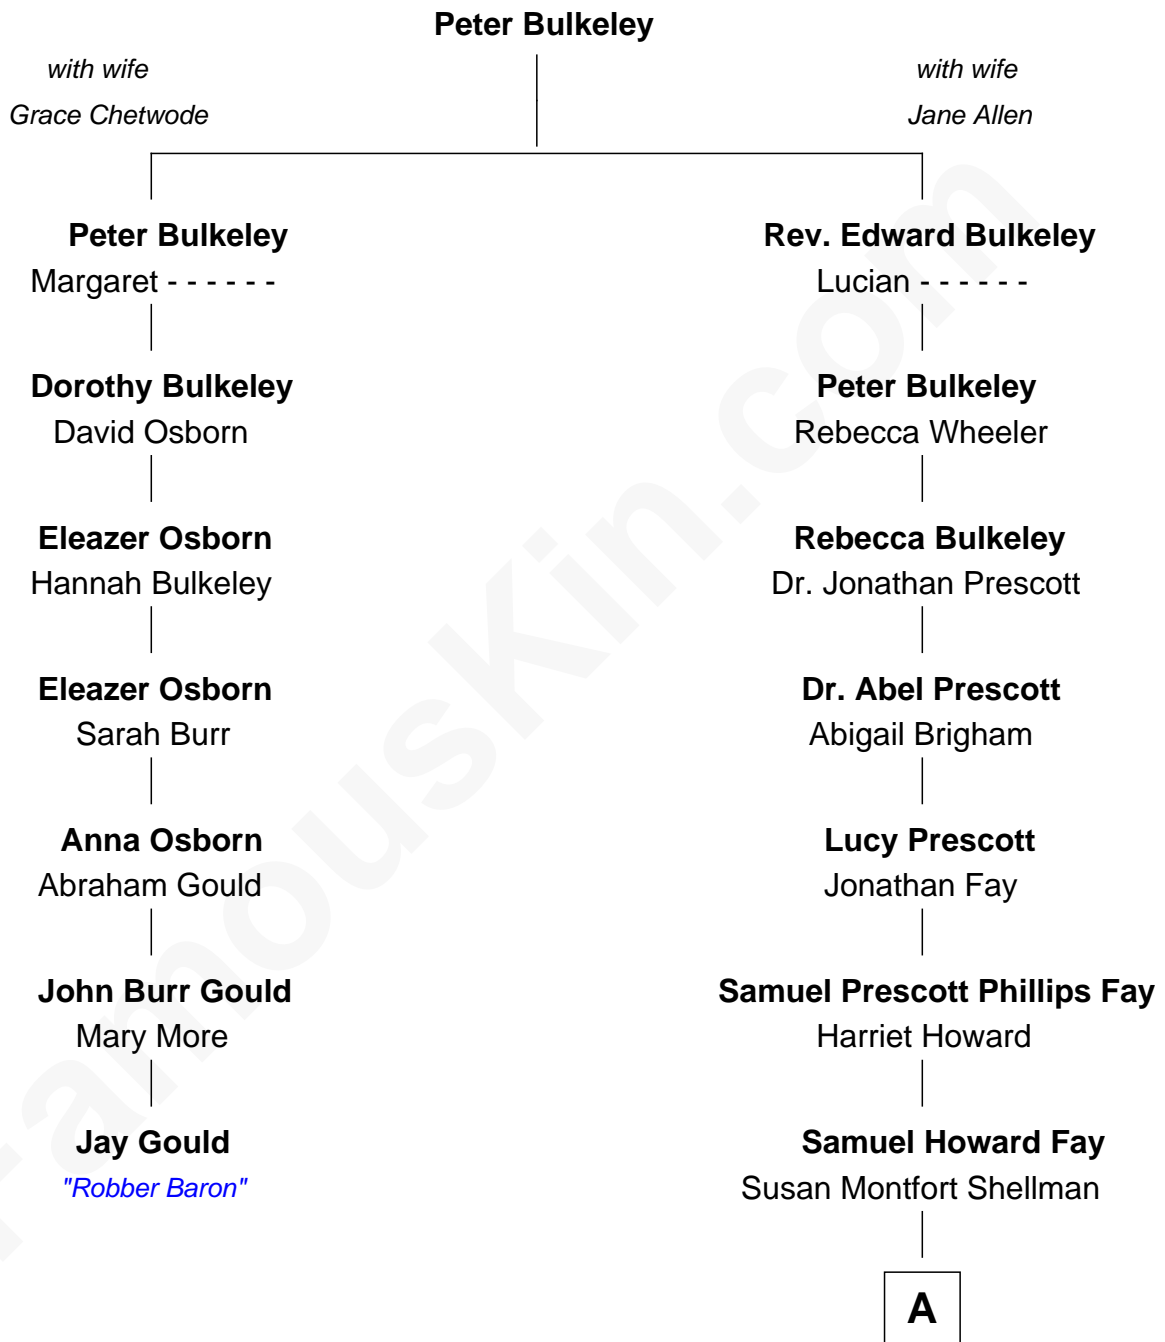 Peter Bulkeley
with wife
Grace Chetwode
with wife
Jane Allen
Peter Bulkeley
Margaret - - - - - -
Rev. Edward Bulkeley
Lucian - - - - - -
Dorothy Bulkeley
David Osborn
Peter Bulkeley
Rebecca Wheeler
Eleazer Osborn
Hannah Bulkeley
Rebecca Bulkeley
Dr. Jonathan Prescott
Eleazer Osborn
Sarah Burr
Dr. Abel Prescott
Abigail Brigham
Anna Osborn
Abraham Gould
Lucy Prescott
Jonathan Fay
John Burr Gould
Mary More
Samuel Prescott Phillips Fay
Harriet Howard
Jay Gould
"Robber Baron"
Samuel Howard Fay
Susan Montfort Shellman
A
FamousKin.com